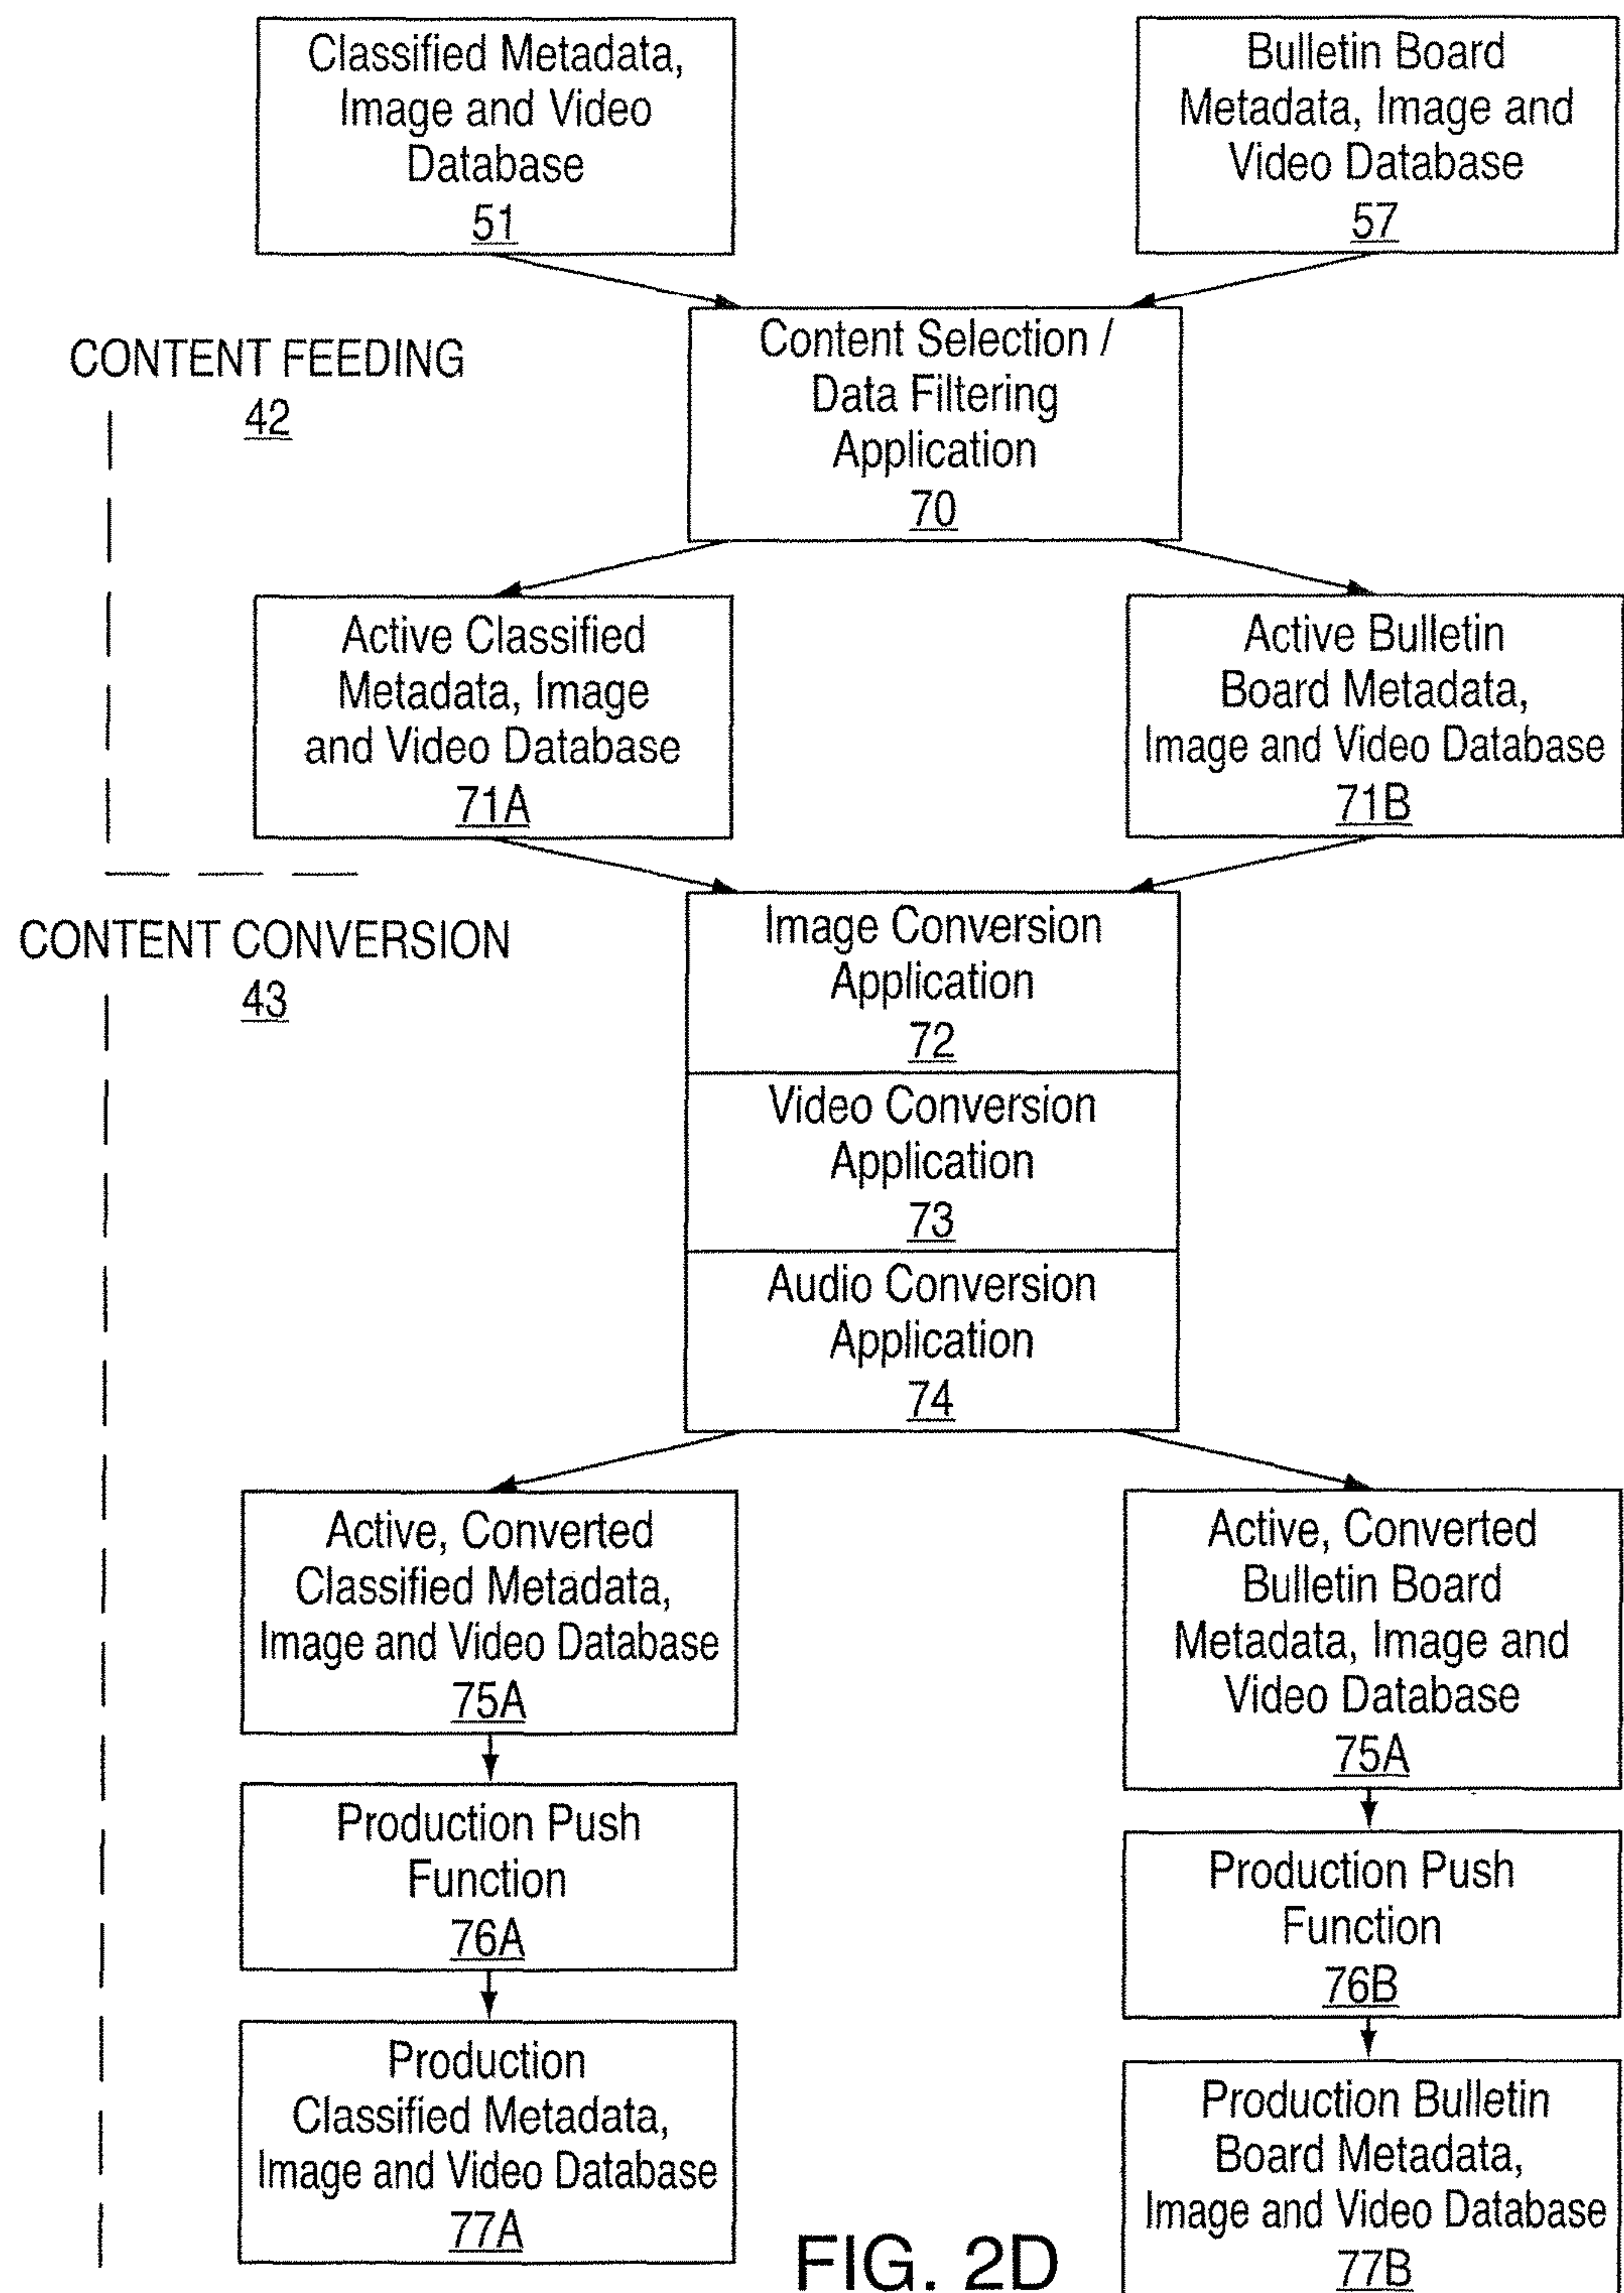 Classified Metadata,
Image and Video
Database
51
Bulletin Board
Metadata, Image and
Video Database
57
CONTENT FEEDING
42
Content Selection /
Data Filtering
Application
70
Active Classified
Metadata, Image
and Video Database
71A
Active Bulletin
Board Metadata,
Image and Video Database
71B
CONTENT CONVERSION
43
Image Conversion
Application
72
Video Conversion
Application
73
Audio Conversion
Application
74
Active, Converted
Classified Metadata,
Image and Video Database
75A
Active, Converted
Bulletin Board
Metadata, Image and
Video Database
75A
Production Push
Function
76A
Production Push
Function
76B
Production
Classified Metadata,
Image and Video Database
77A
Production Bulletin
Board Metadata,
Image and Video Database
77B
FIG. 2D